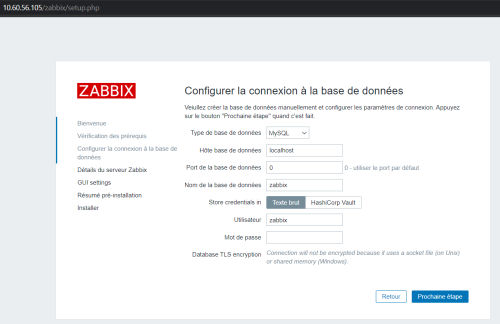 10.60.56.105/zabbix/setup.php
ZABBIX
Configurer la connexion à la base de données
Veuillez créer la base de données manuellement et configurer les paramètres de connexion. Appuyez
sur le bouton "Prochaine étape" quand c'est fait.
Bienvenue
Vérification des prérequis
Configurer la connexion à la base de
données
Détails du serveur Zabbix
GUI settings
Résumé pré-installation
Installer
Type de base de données MySQL
Hôte base de données localhost
Port de la base de données 0 0 - utiliser le port par défaut
Nom de la base de données zabbix
Store credentials in Texte brut HashiCorp Vault
Utilisateur zabbix
Mot de passe
Database TLS encryption Connection will not be encrypted because it uses a socket file (on Unix)
or shared memory (Windows).
Retour Prochaine étape